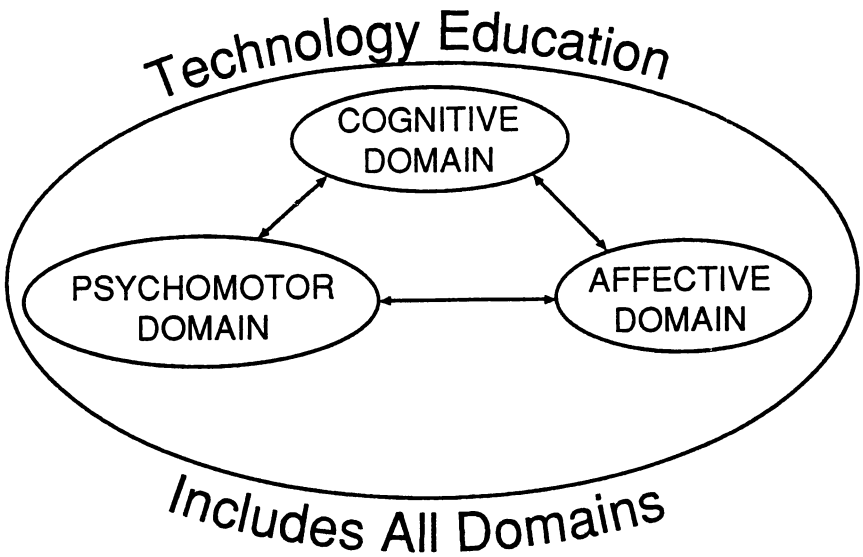 Technology Education
COGNITIVE
DOMAIN
PSYCHOMOTOR
DOMAIN
AFFECTIVE
DOMAIN
Includes All Domains